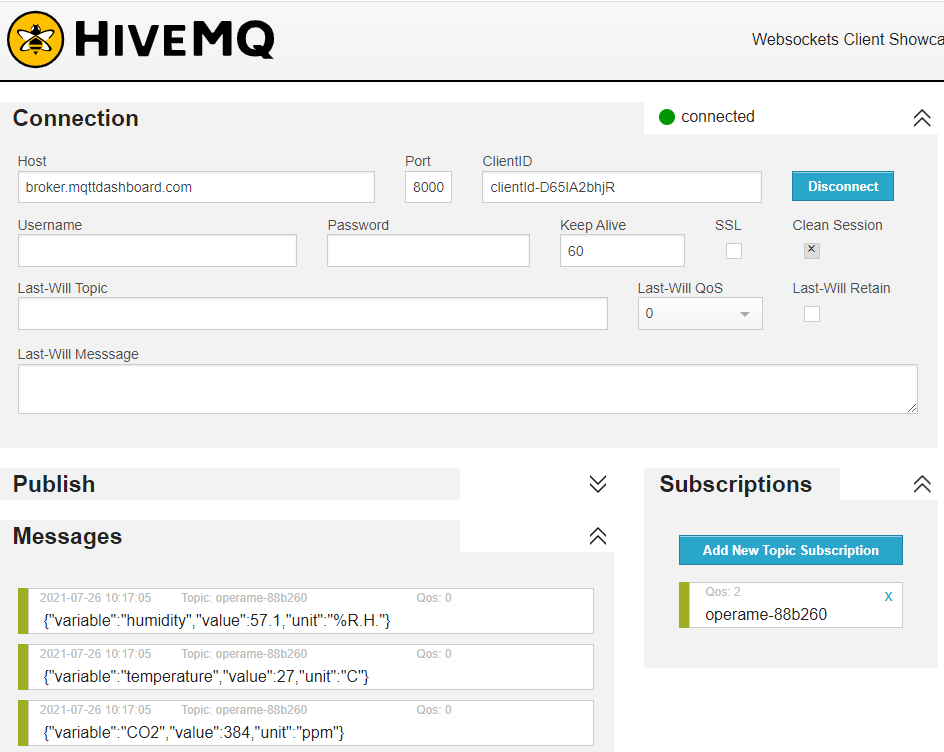 HIVEMQ
Websockets Client Showca
Connection
connected
Host Port ClientID
broker.mqttdashboard.com 8000 clientId-D65IA2bhjR Disconnect
Username Password Keep Alive SSL Clean Session
60
Last-Will Topic Last-Will QoS Last-Will Retain
0
Last-Will Messsage
Publish
Subscriptions
Messages
Add New Topic Subscription
Qos: 2
operame-88b260 x
2021-07-26 10:17:05 Topic: operame-88b260 Qos: 0
{"variable":"humidity","value":57.1,"unit":"%R.H."}
2021-07-26 10:17:05 Topic: operame-88b260 Qos: 0
{"variable":"temperature","value":27,"unit":"C"}
2021-07-26 10:17:05 Topic: operame-88b260 Qos: 0
{"variable":"CO2","value":384,"unit":"ppm"}